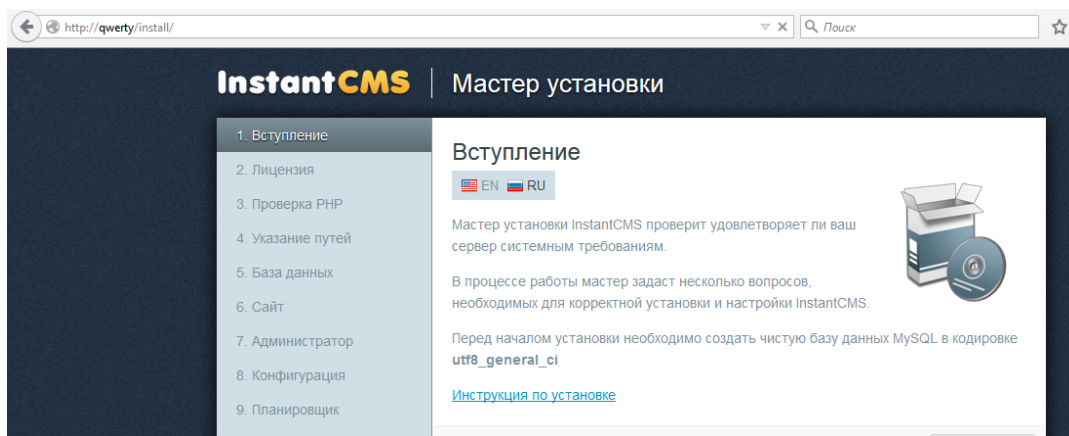 http://qwerty/install/
Поиск
InstantCMS
Мастер установки
1. Вступление
2. Лицензия
3. Проверка PHP
4. Указание путей
5. База данных
6. Сайт
7. Администратор
8. Конфигурация
9. Планировщик
Вступление
EN RU
Мастер установки InstantCMS проверит удовлетворяет ли ваш
сервер системным требованиям.
В процессе работы мастер задаст несколько вопросов,
необходимых для корректной установки и настройки InstantCMS.
Перед началом установки необходимо создать чистую базу данных MySQL в кодировке
utf8_general_ci
Инструкция по установке